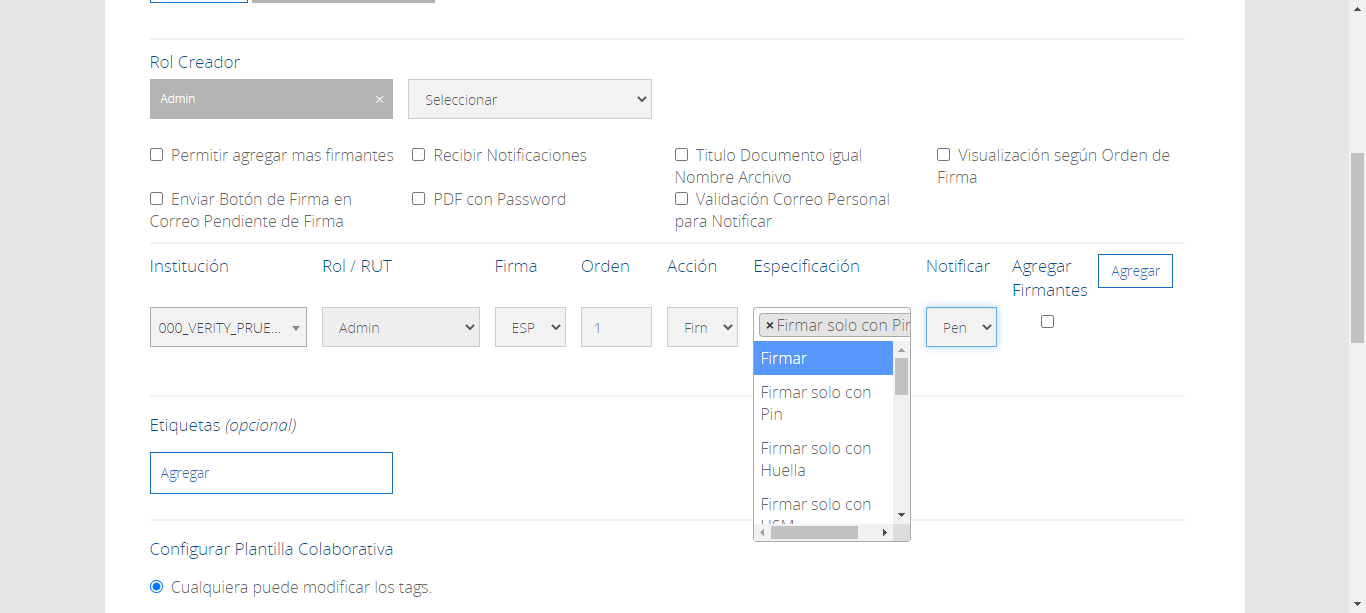 Rol Creador
Admin ×
Seleccionar
Permitir agregar mas firmantes
Recibir Notificaciones
Titulo Documento igual
Nombre Archivo
Visualización según Orden de
Firma
Enviar Botón de Firma en
Correo Pendiente de Firma
PDF con Password
Validación Correo Personal
para Notificar
Institución
Rol / RUT
Firma
Orden
Acción
Especificación
Notificar
Agregar
Firmantes
Agregar
000_VERITY_PRUE...
Admin
ESP
1
Firn
× Firmar solo con Pin
Pen
Firmar
Firmar solo con
Pin
Firmar solo con
Huella
Firmar solo con
HSM
Etiquetas (opcional)
Agregar
Configurar Plantilla Colaborativa
Cualquiera puede modificar los tags.